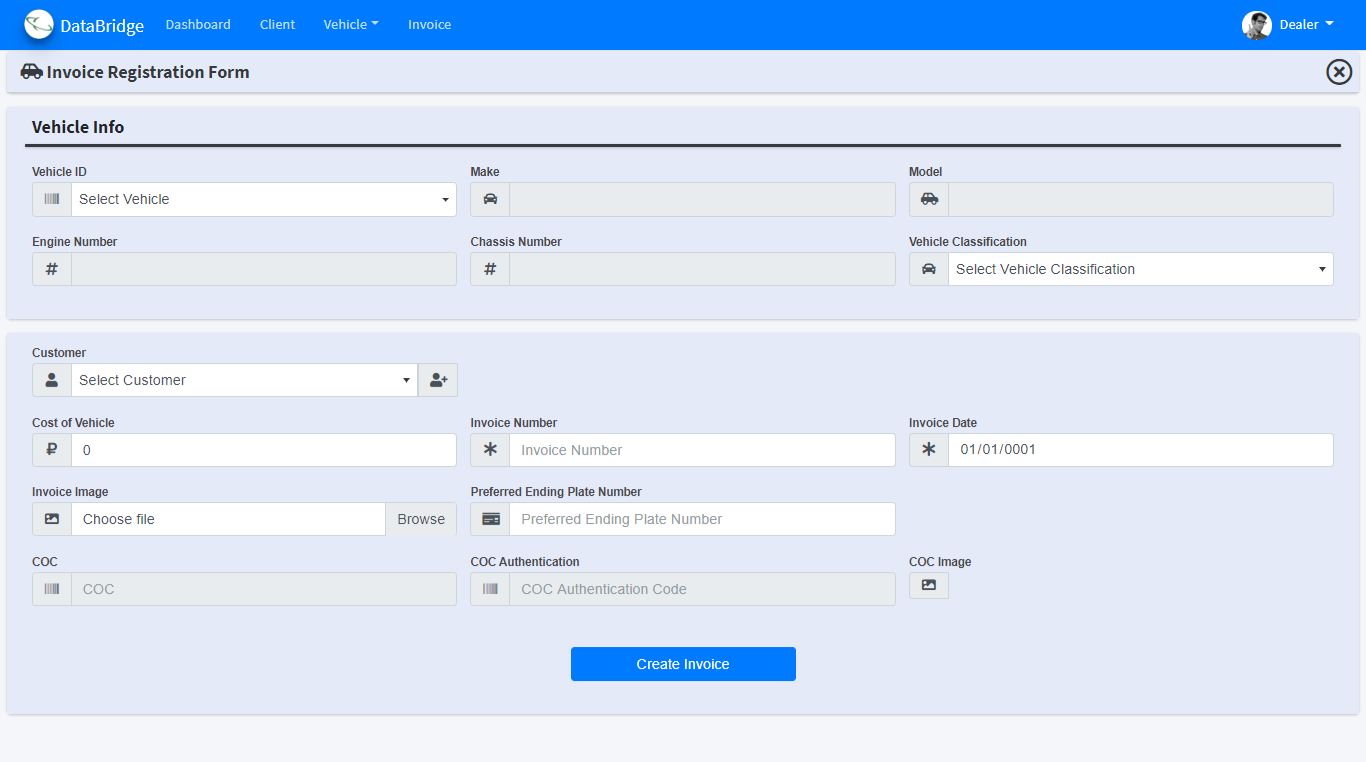 DataBridge Dashboard Client Vehicle Invoice Dealer
Invoice Registration Form
Vehicle Info
Vehicle ID Make Model
Select Vehicle
Engine Number Chassis Number Vehicle Classification
# # Select Vehicle Classification
Customer
Select Customer
Cost of Vehicle Invoice Number Invoice Date
₽ 0 Invoice Number 01/01/0001
Invoice Image Preferred Ending Plate Number
Choose file Browse Preferred Ending Plate Number
COC COC Authentication COC Image
COC COC Authentication Code
Create Invoice